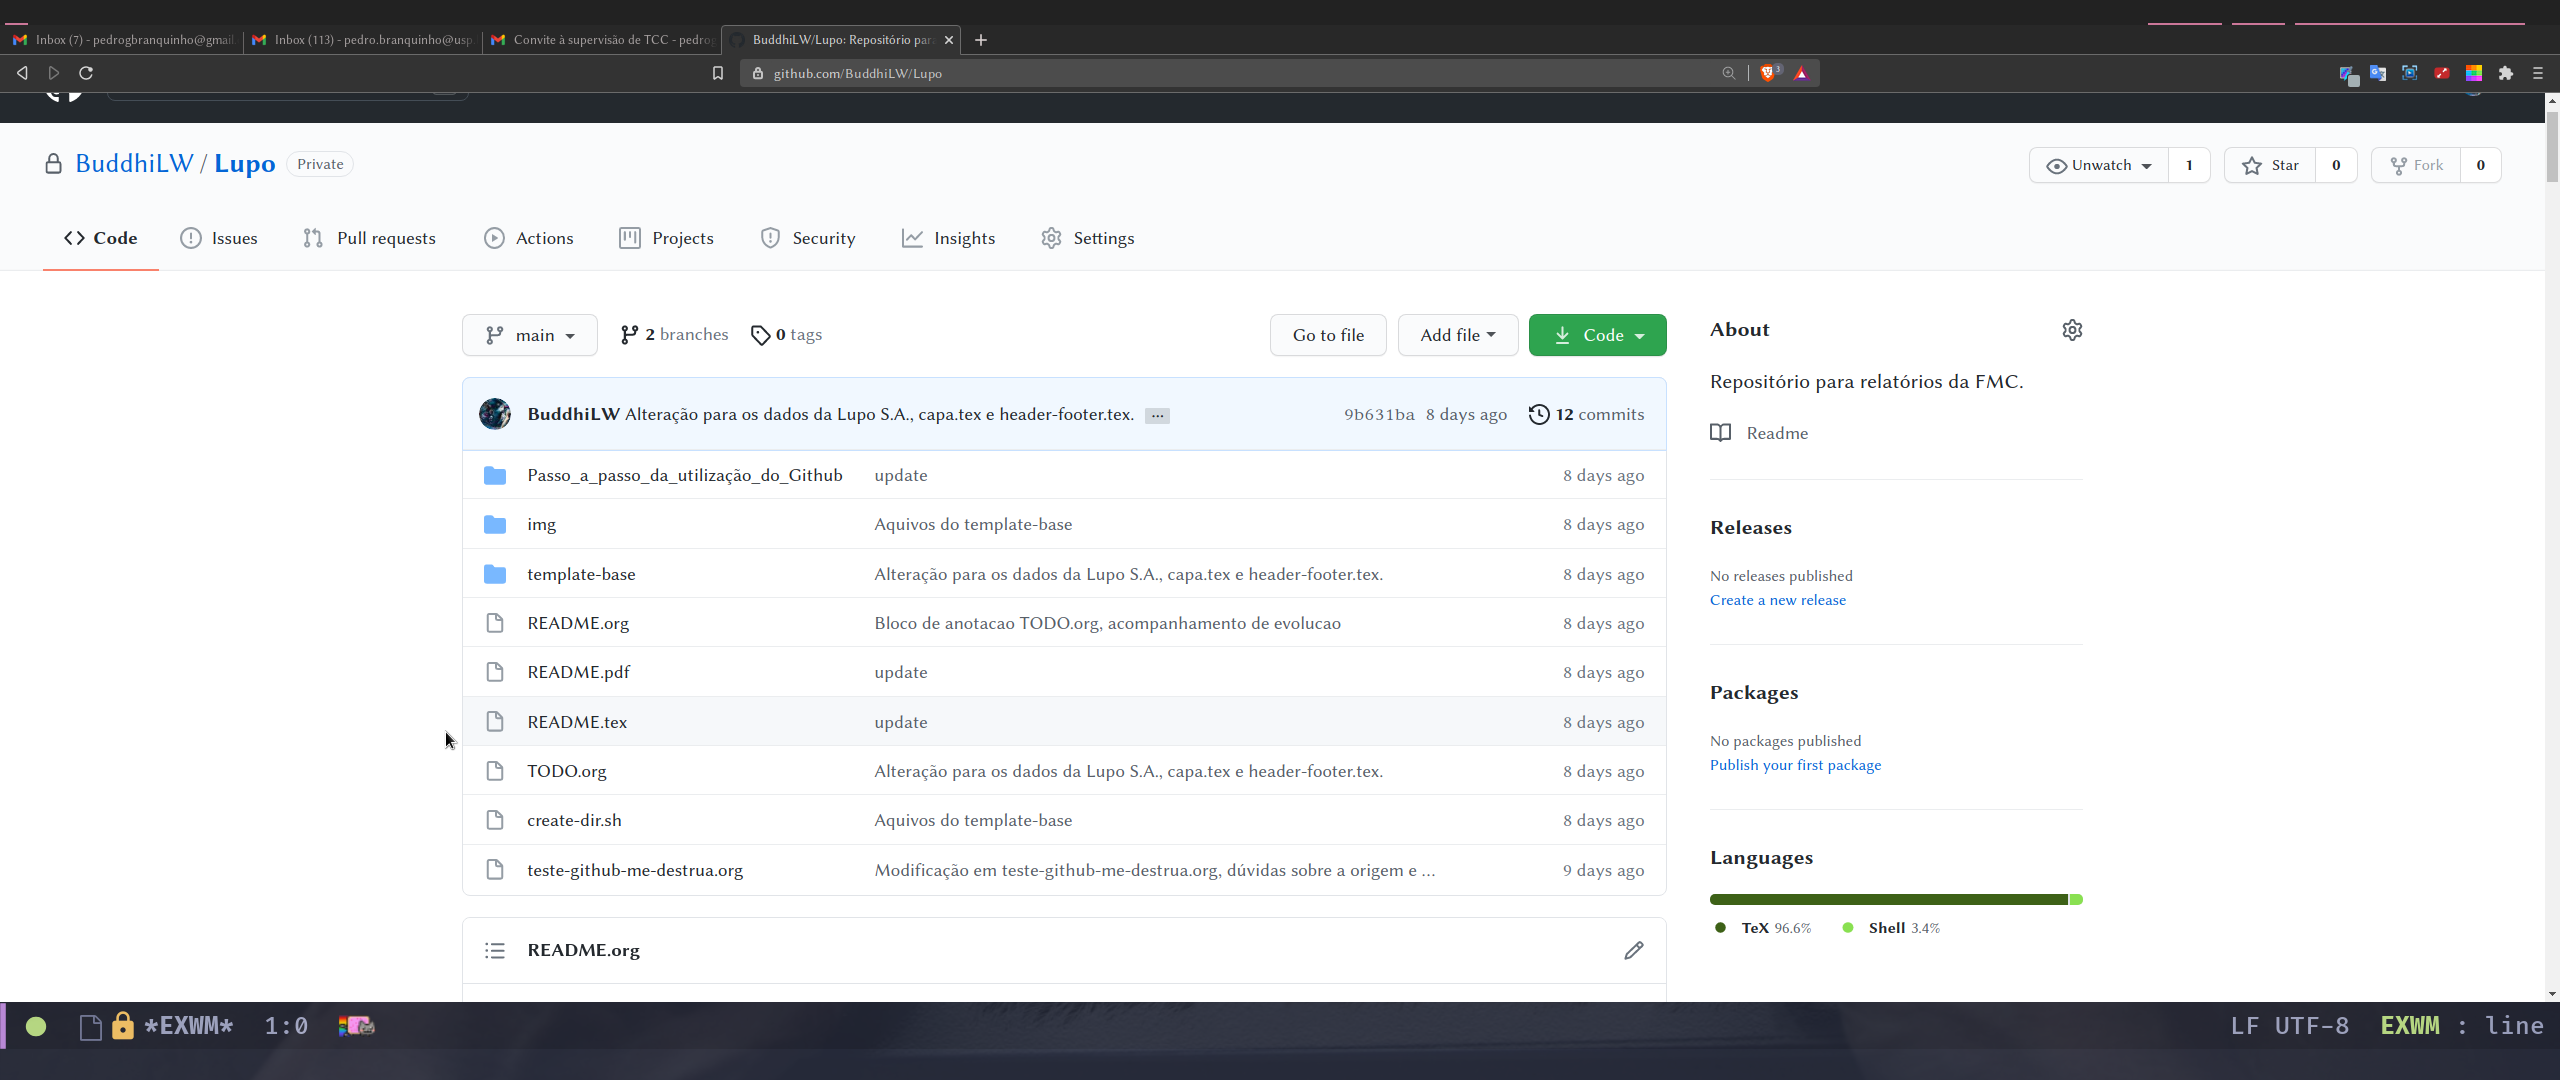 Inbox (7) - pedrogbranquinho@gmail.
Inbox (113) - pedro.branquinho@usp.
Convite à supervisão de TCC - pedrog
BuddhiLW/Lupo: Repositório par
github.com/BuddhiLW/Lupo
3
BuddhiLW / Lupo Private
Unwatch 1
Star 0
Fork 0
Code
Issues
Pull requests
Actions
Projects
Security
Insights
Settings
main
2 branches
0 tags
Go to file
Add file
Code
BuddhiLW Alteração para os dados da Lupo S.A., capa.tex e header-footer.tex. ... 9b631ba 8 days ago 12 commits
Passo_a_passo_da_utilização_do_Github update 8 days ago
img Aquivos do template-base 8 days ago
template-base Alteração para os dados da Lupo S.A., capa.tex e header-footer.tex. 8 days ago
README.org Bloco de anotacao TODO.org, acompanhamento de evolucao 8 days ago
README.pdf update 8 days ago
README.tex update 8 days ago
TODO.org Alteração para os dados da Lupo S.A., capa.tex e header-footer.tex. 8 days ago
create-dir.sh Aquivos do template-base 8 days ago
teste-github-me-destrua.org Modificação em teste-github-me-destrua.org, dúvidas sobre a origem e ... 9 days ago
README.org
About
Repositório para relatórios da FMC.
Readme
Releases
No releases published
Create a new release
Packages
No packages published
Publish your first package
Languages
TeX 96.6% Shell 3.4%
*EXWM* 1:0 LF UTF-8 EXWM : line